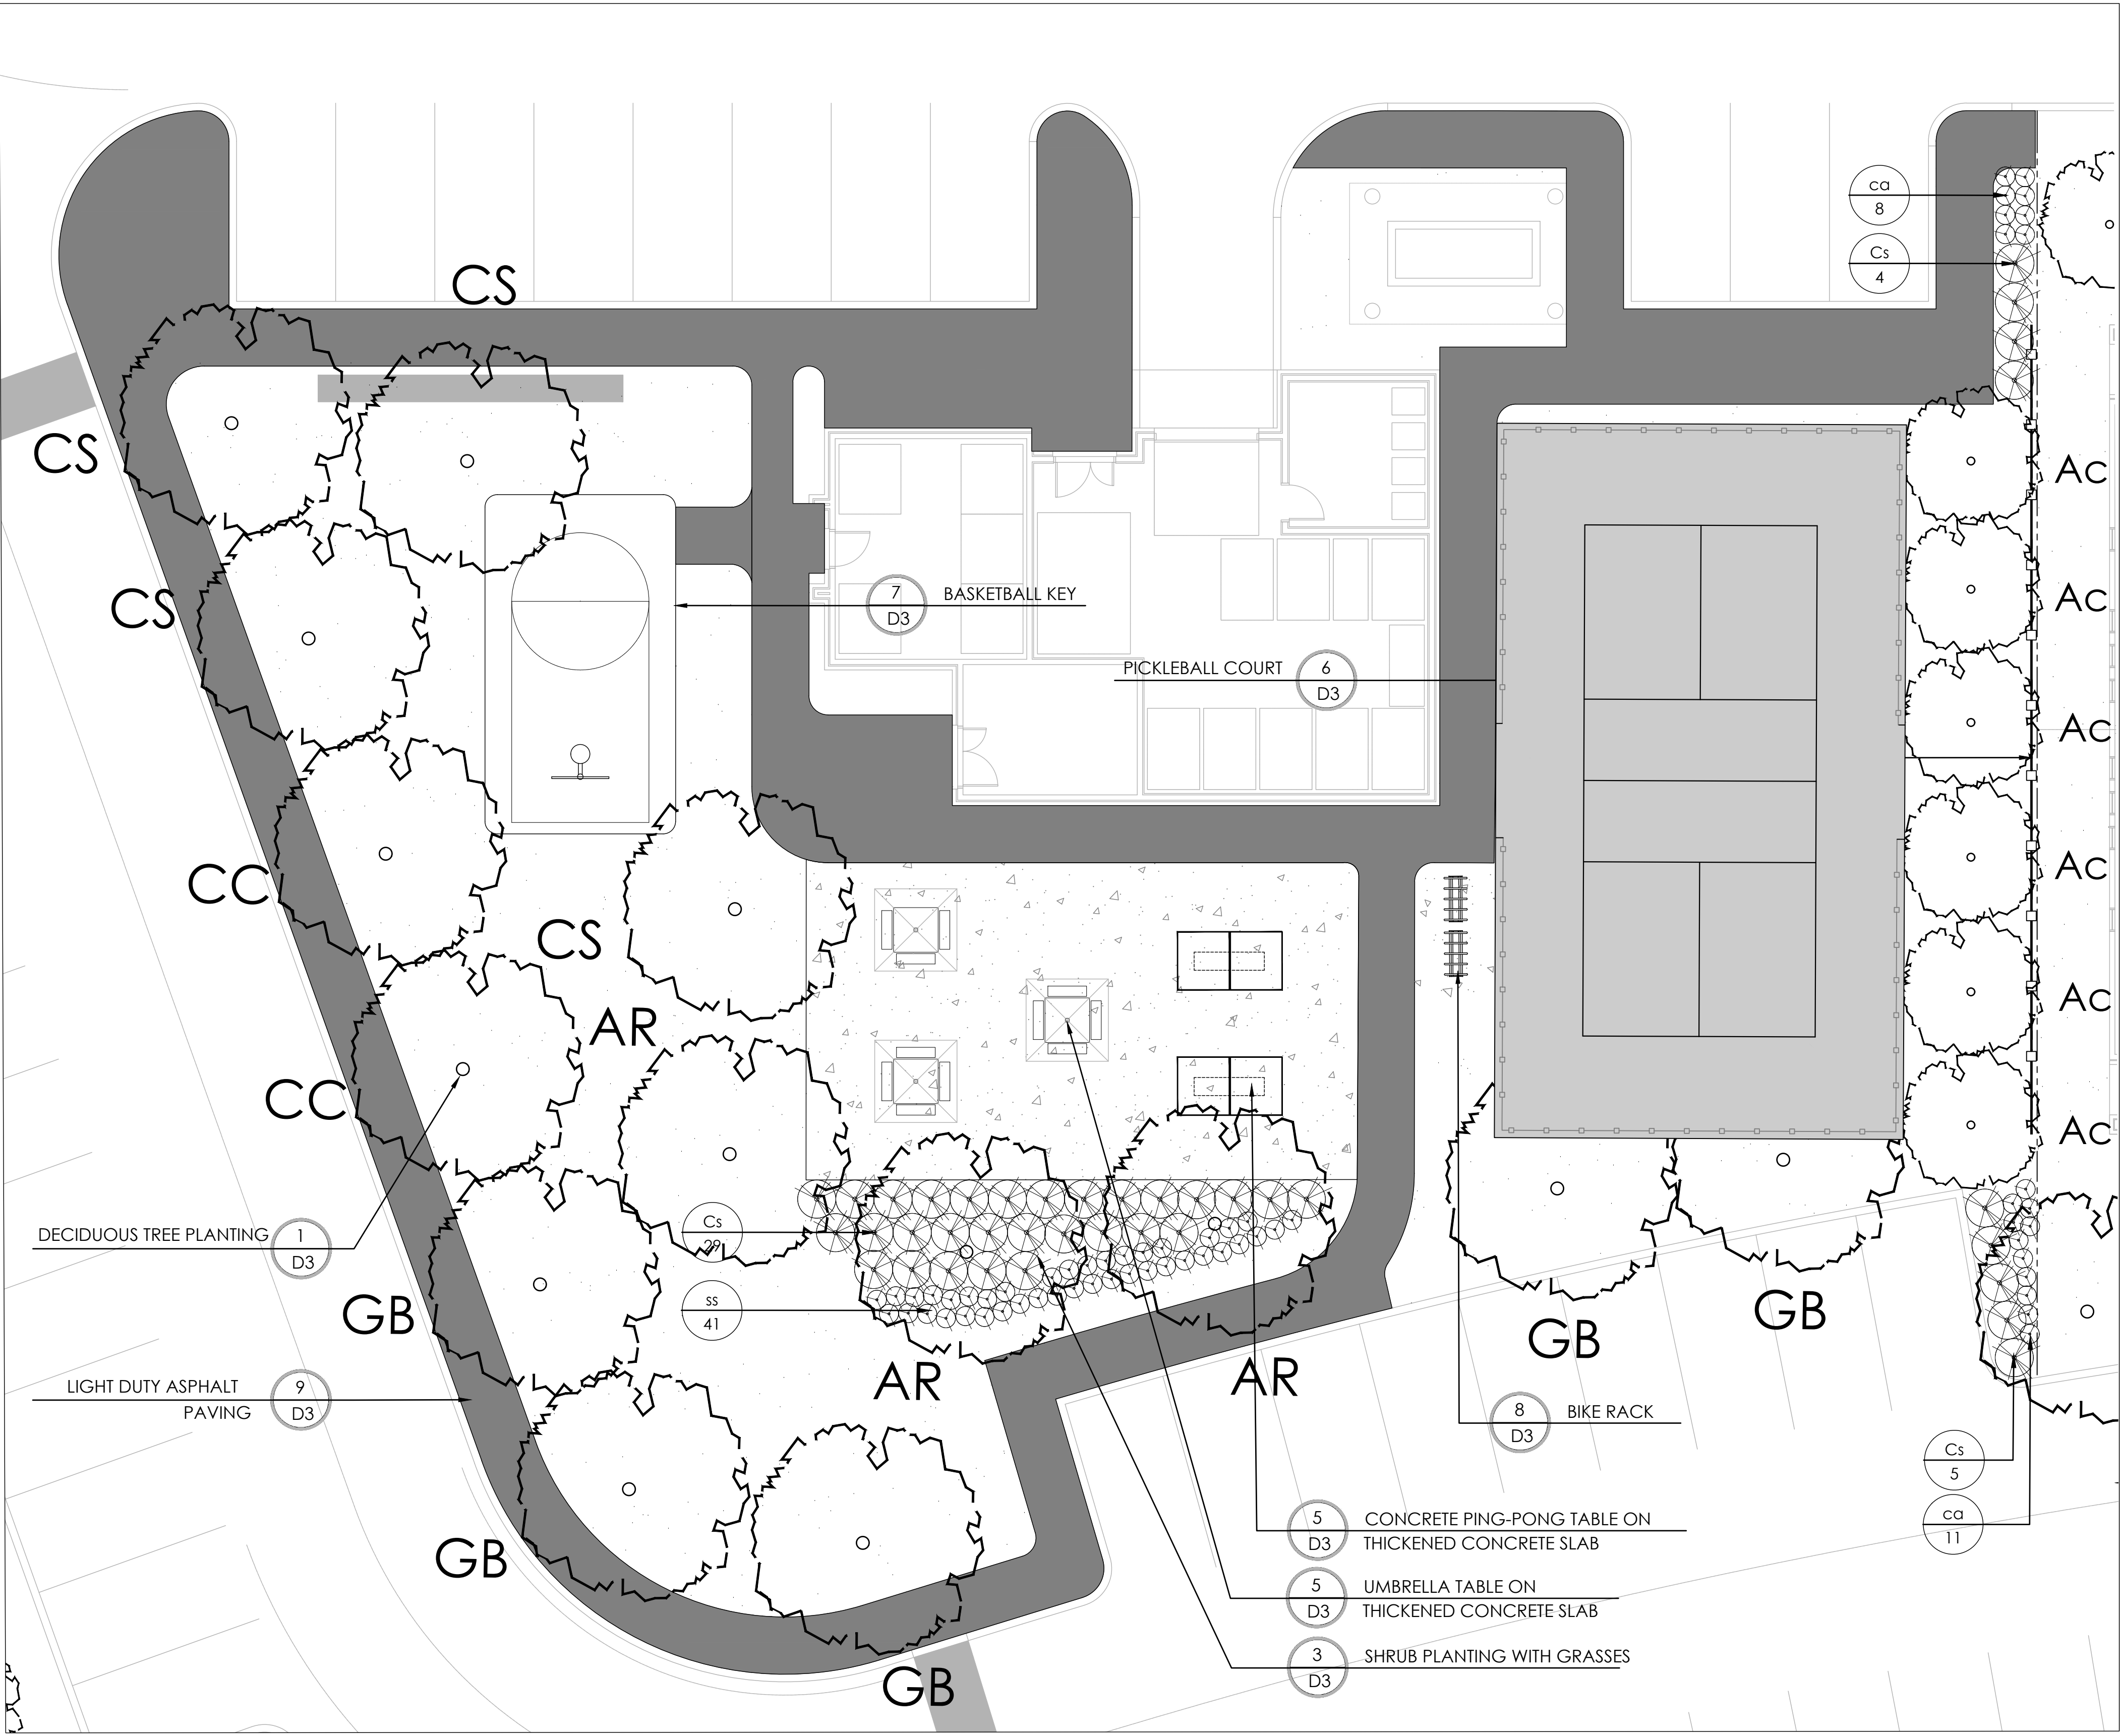 ca
8
Cs
4
CS
CS
Ac
7
D3
BASKETBALL KEY
CS
Ac
PICKLEBALL COURT
6
D3
Ac
CC
CS
Ac
AR
Ac
CC
Ac
DECIDUOUS TREE PLANTING
1
D3
Cs
29
ss
41
GB
GB
GB
AR
AR
LIGHT DUTY ASPHALT
PAVING
9
D3
8
D3
BIKE RACK
Cs
5
ca
11
GB
5
D3
CONCRETE PING-PONG TABLE ON
THICKENED CONCRETE SLAB
5
D3
UMBRELLA TABLE ON
THICKENED CONCRETE SLAB
3
D3
SHRUB PLANTING WITH GRASSES
GB